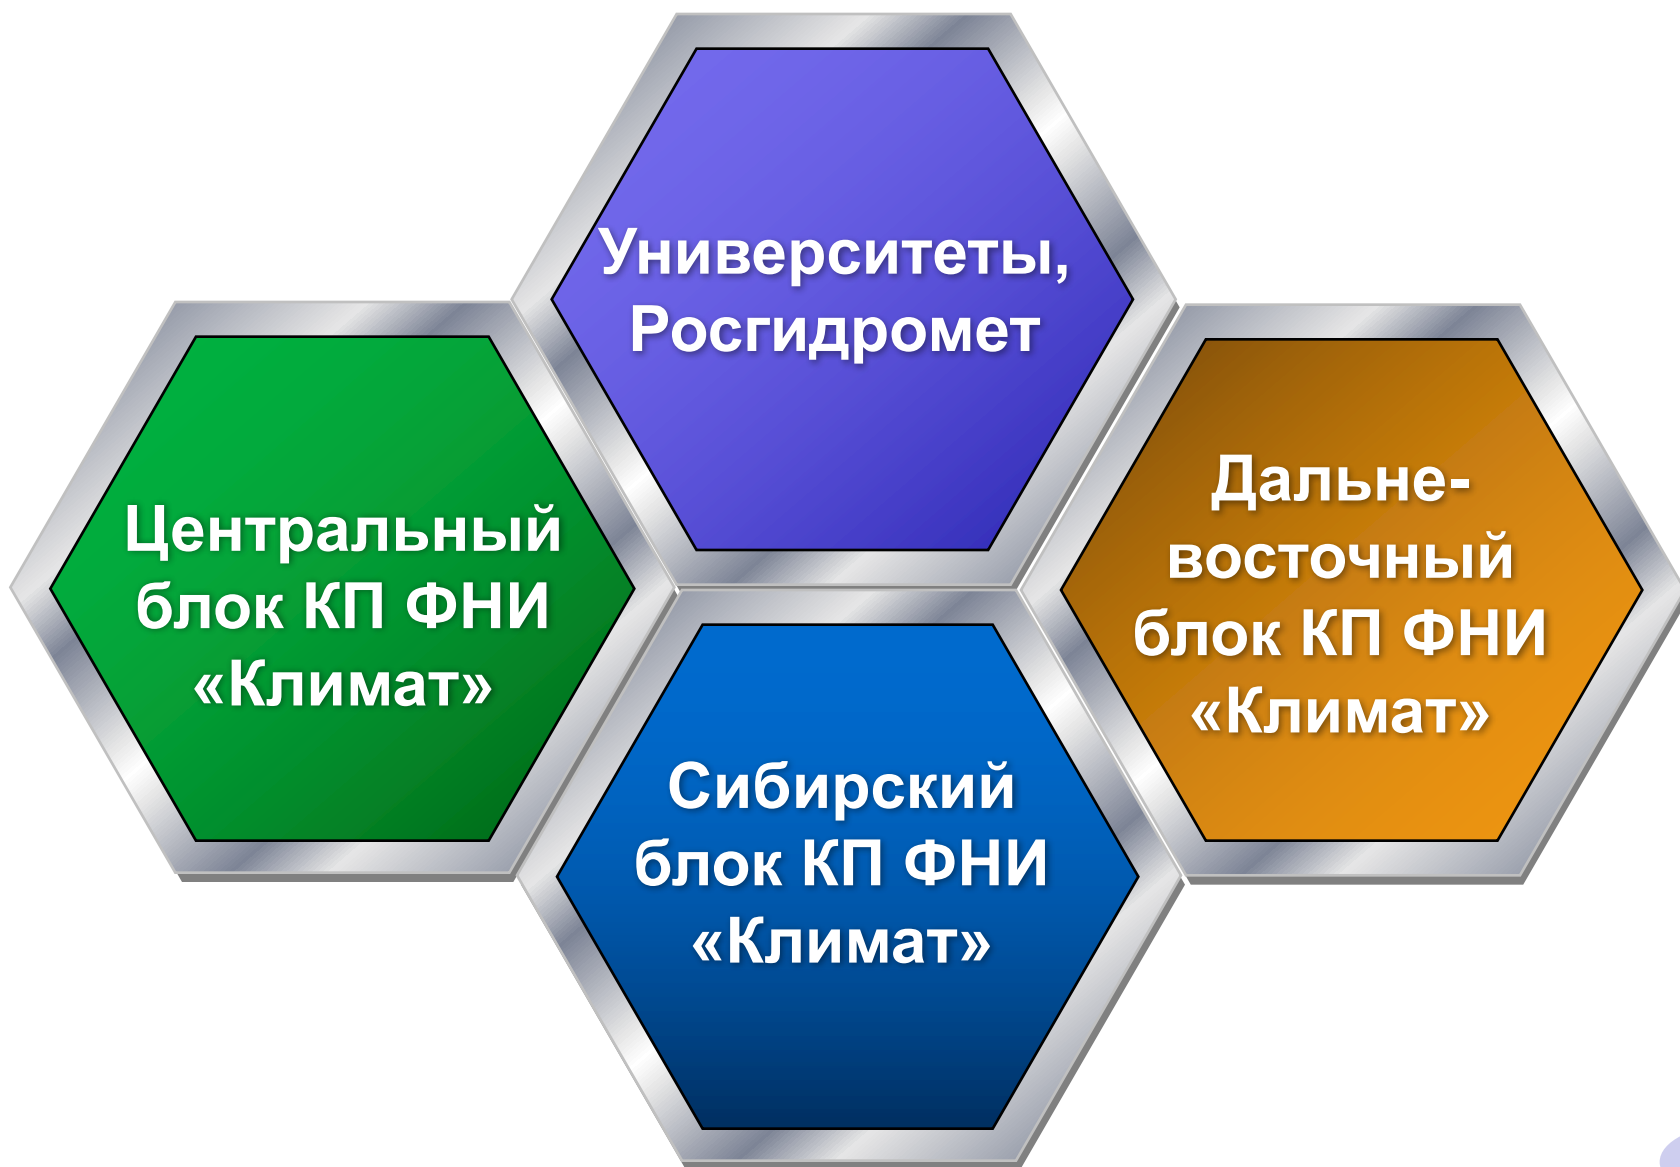 Университеты,
Росгидромет
Центральный
блок КП ФНИ
«Климат»
Дальне-
восточный
блок КП ФНИ
«Климат»
Сибирский
блок КП ФНИ
«Климат»